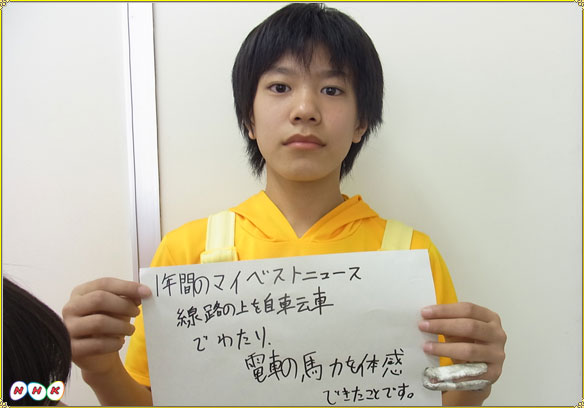 1年間のマイベストニュース
線路の上を自転車
でわたり、
電車の馬力を体感
できたことです。
NHK